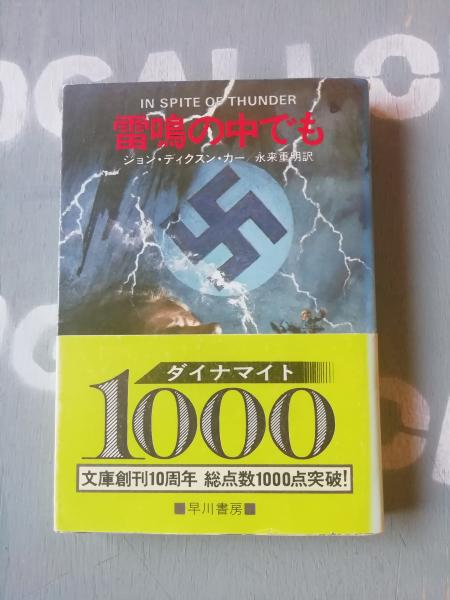 IN SPITE OF THUNDER
雷鳴の中でも
ジョン・ディクスン・カー/永来重明訳
ダイナマイト
1000
文庫創刊10周年 総点数1000点突破!
■早川書房■